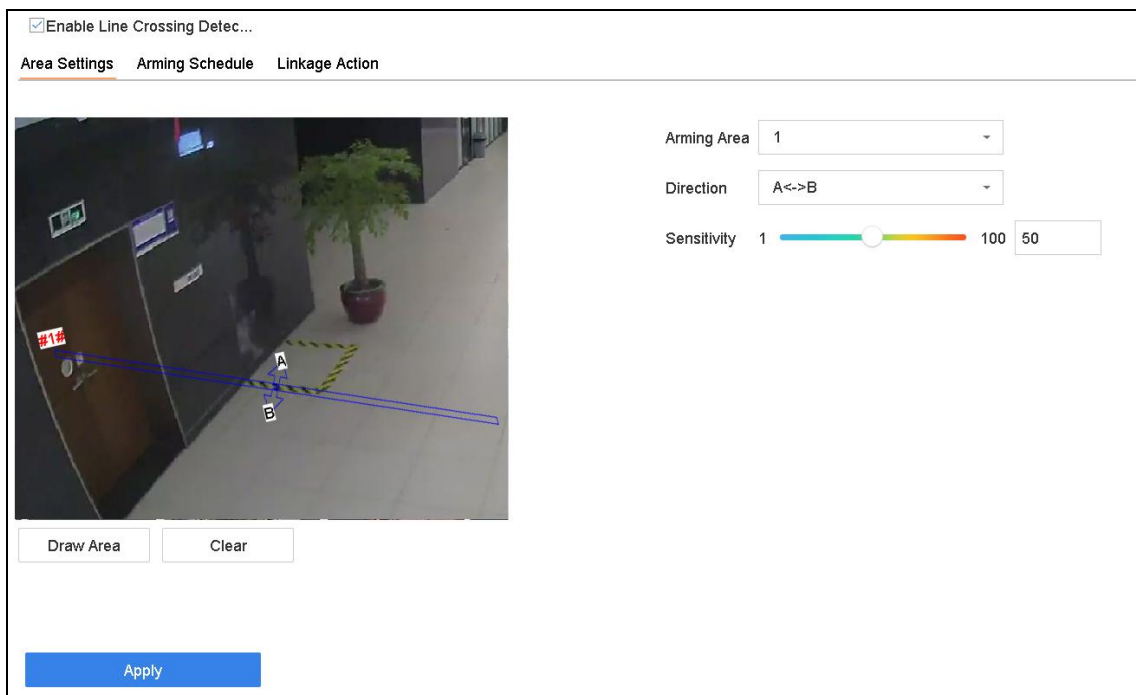 Enable Line Crossing Detec...
Area Settings Arming Schedule Linkage Action
Arming Area 1
Direction A<->B
Sensitivity 1 100 50
#1#
A
B
Draw Area Clear
Apply